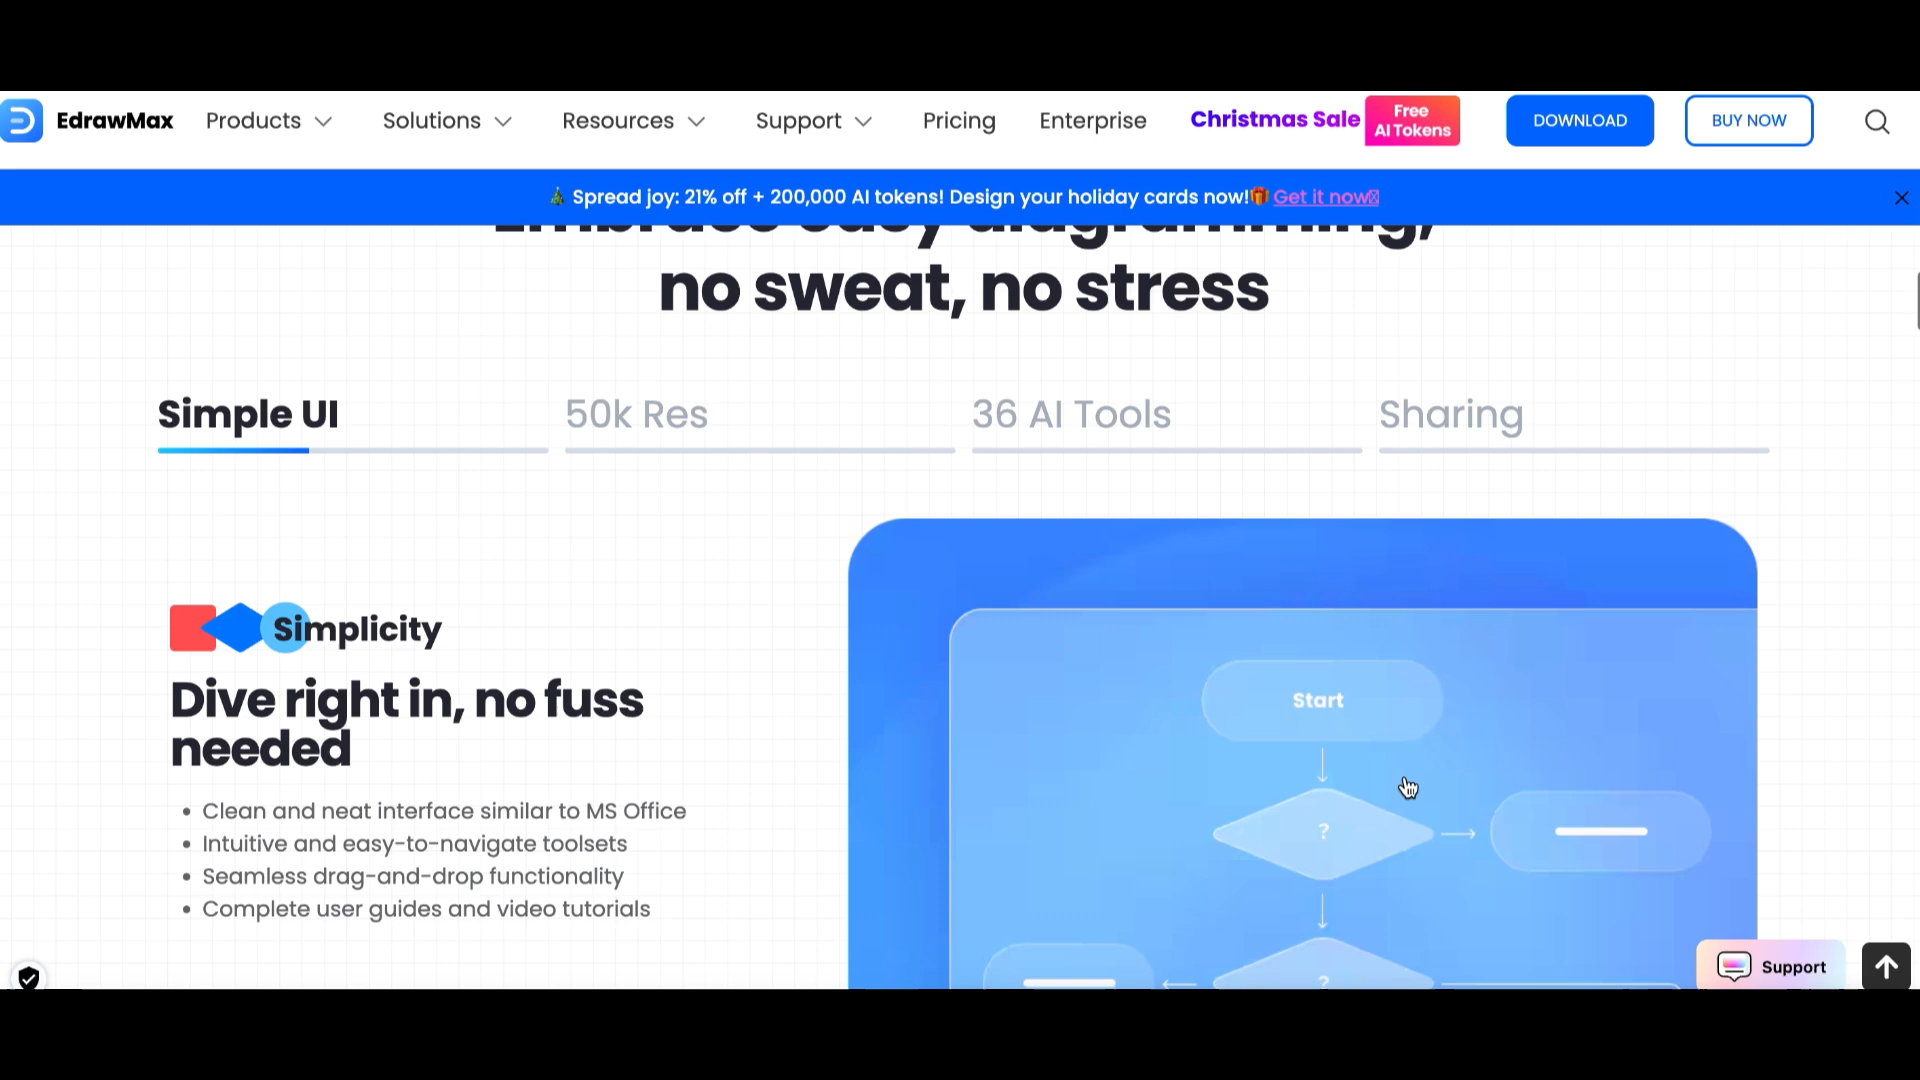 EdrawMax Products Solutions Resources Support Pricing Enterprise Christmas Sale Free AI Tokens DOWNLOAD BUY NOW
🎄 Spread joy: 21% off + 200,000 AI tokens! Design your holiday cards now!🎁 Get it now
Embrace easy diagramming,
no sweat, no stress
Simple UI 50k Res 36 AI Tools Sharing
Simplicity
Dive right in, no fuss
needed
• Clean and neat interface similar to MS Office
• Intuitive and easy-to-navigate toolsets
• Seamless drag-and-drop functionality
• Complete user guides and video tutorials
Start
?
?
Support